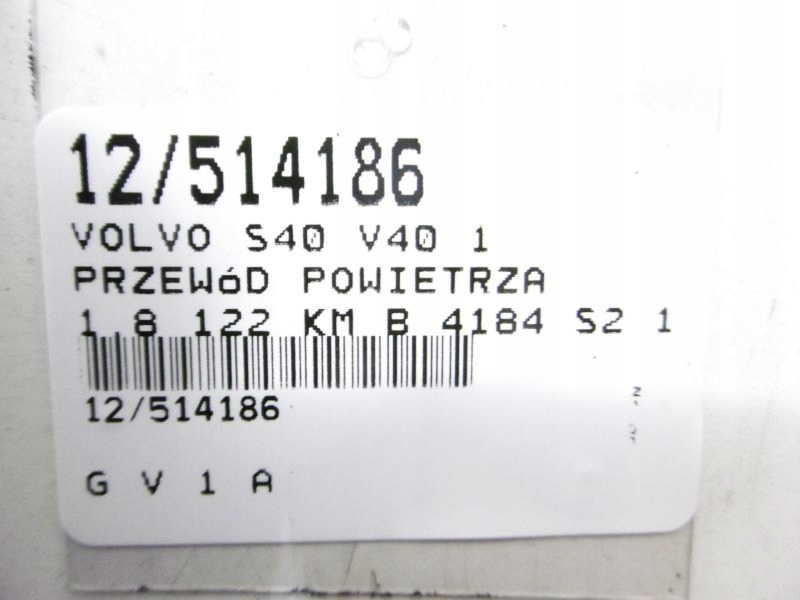 12/514186
VOLVO S40 V40 1
PRZEWóD POWIETRZA
1.8 122 KM B 4184 S2 1
12/514186
G V 1 A